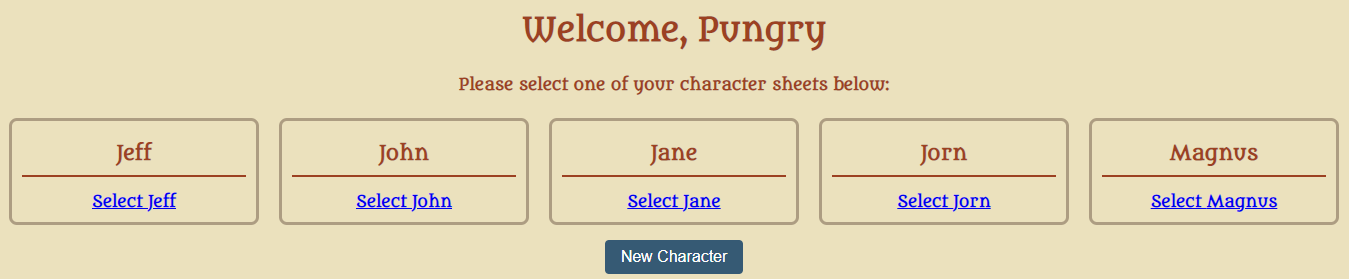 Welcome, Pungry
Please select one of your character sheets below:
Jeff
John
Jane
Jorn
Magnus
Select Jeff
Select John
Select Jane
Select Jorn
Select Magnus
New Character